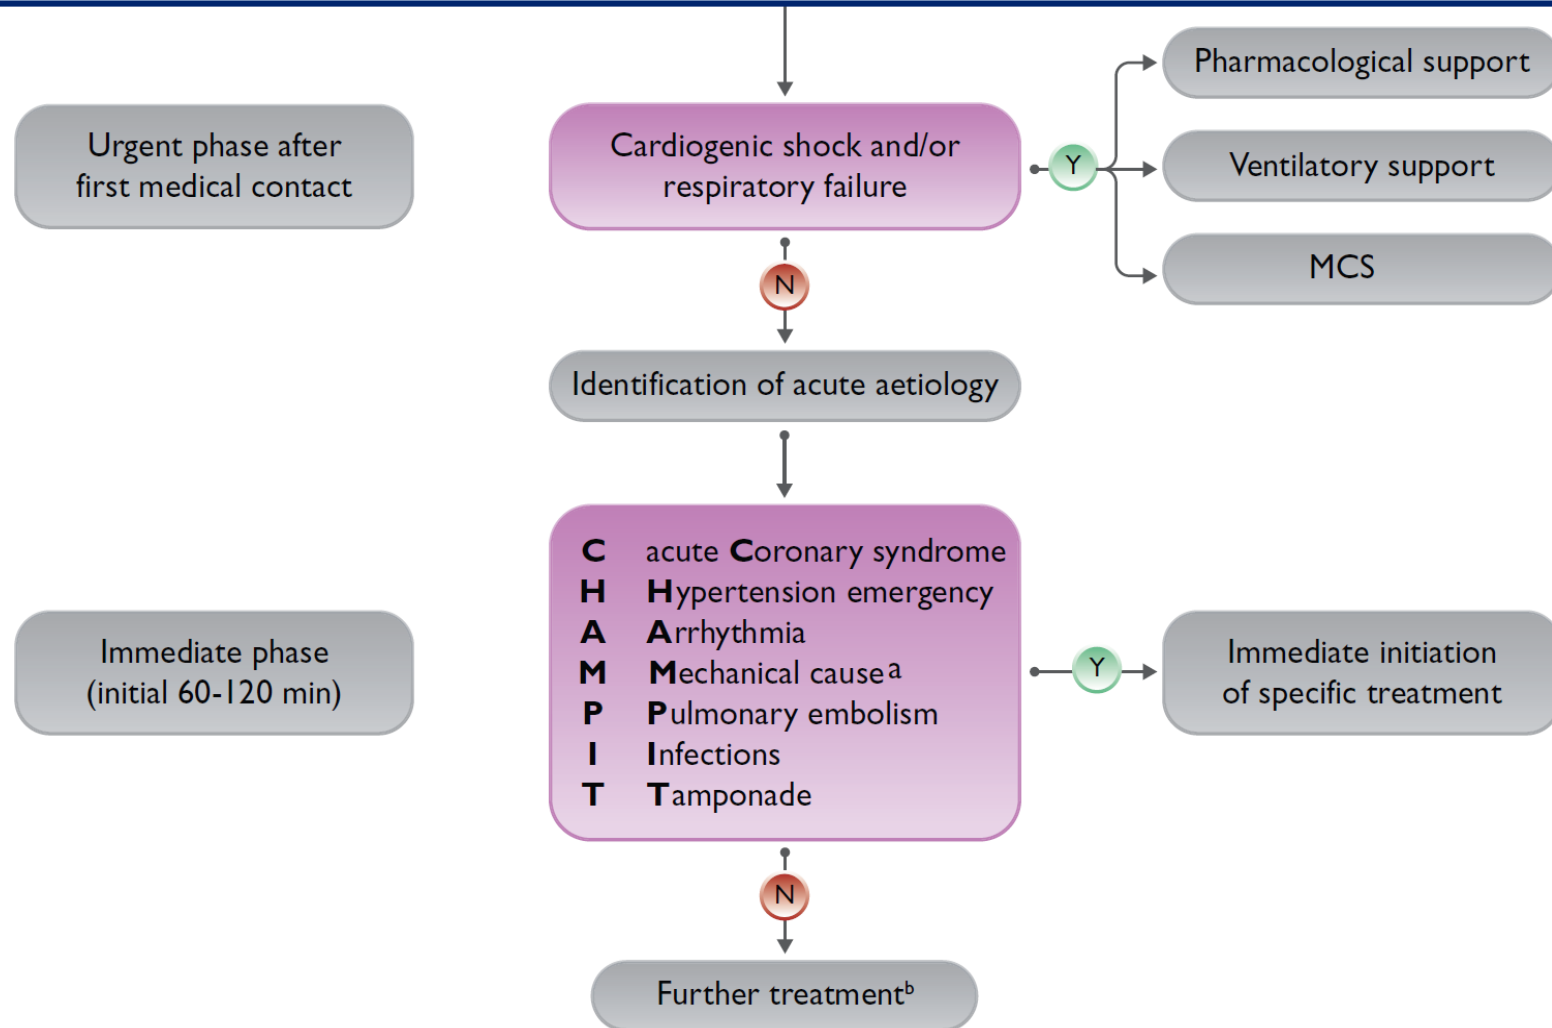 Pharmacological support
Urgent phase after
first medical contact
Cardiogenic shock and/or
respiratory failure
Y
Ventilatory support
MCS
N
Identification of acute aetiology
C acute Coronary syndrome
H Hypertension emergency
A Arrhythmia
M Mechanical cause a
P Pulmonary embolism
I Infections
T Tamponade
Immediate phase
(initial 60-120 min)
Y
Immediate initiation
of specific treatment
N
Further treatmentᵇ